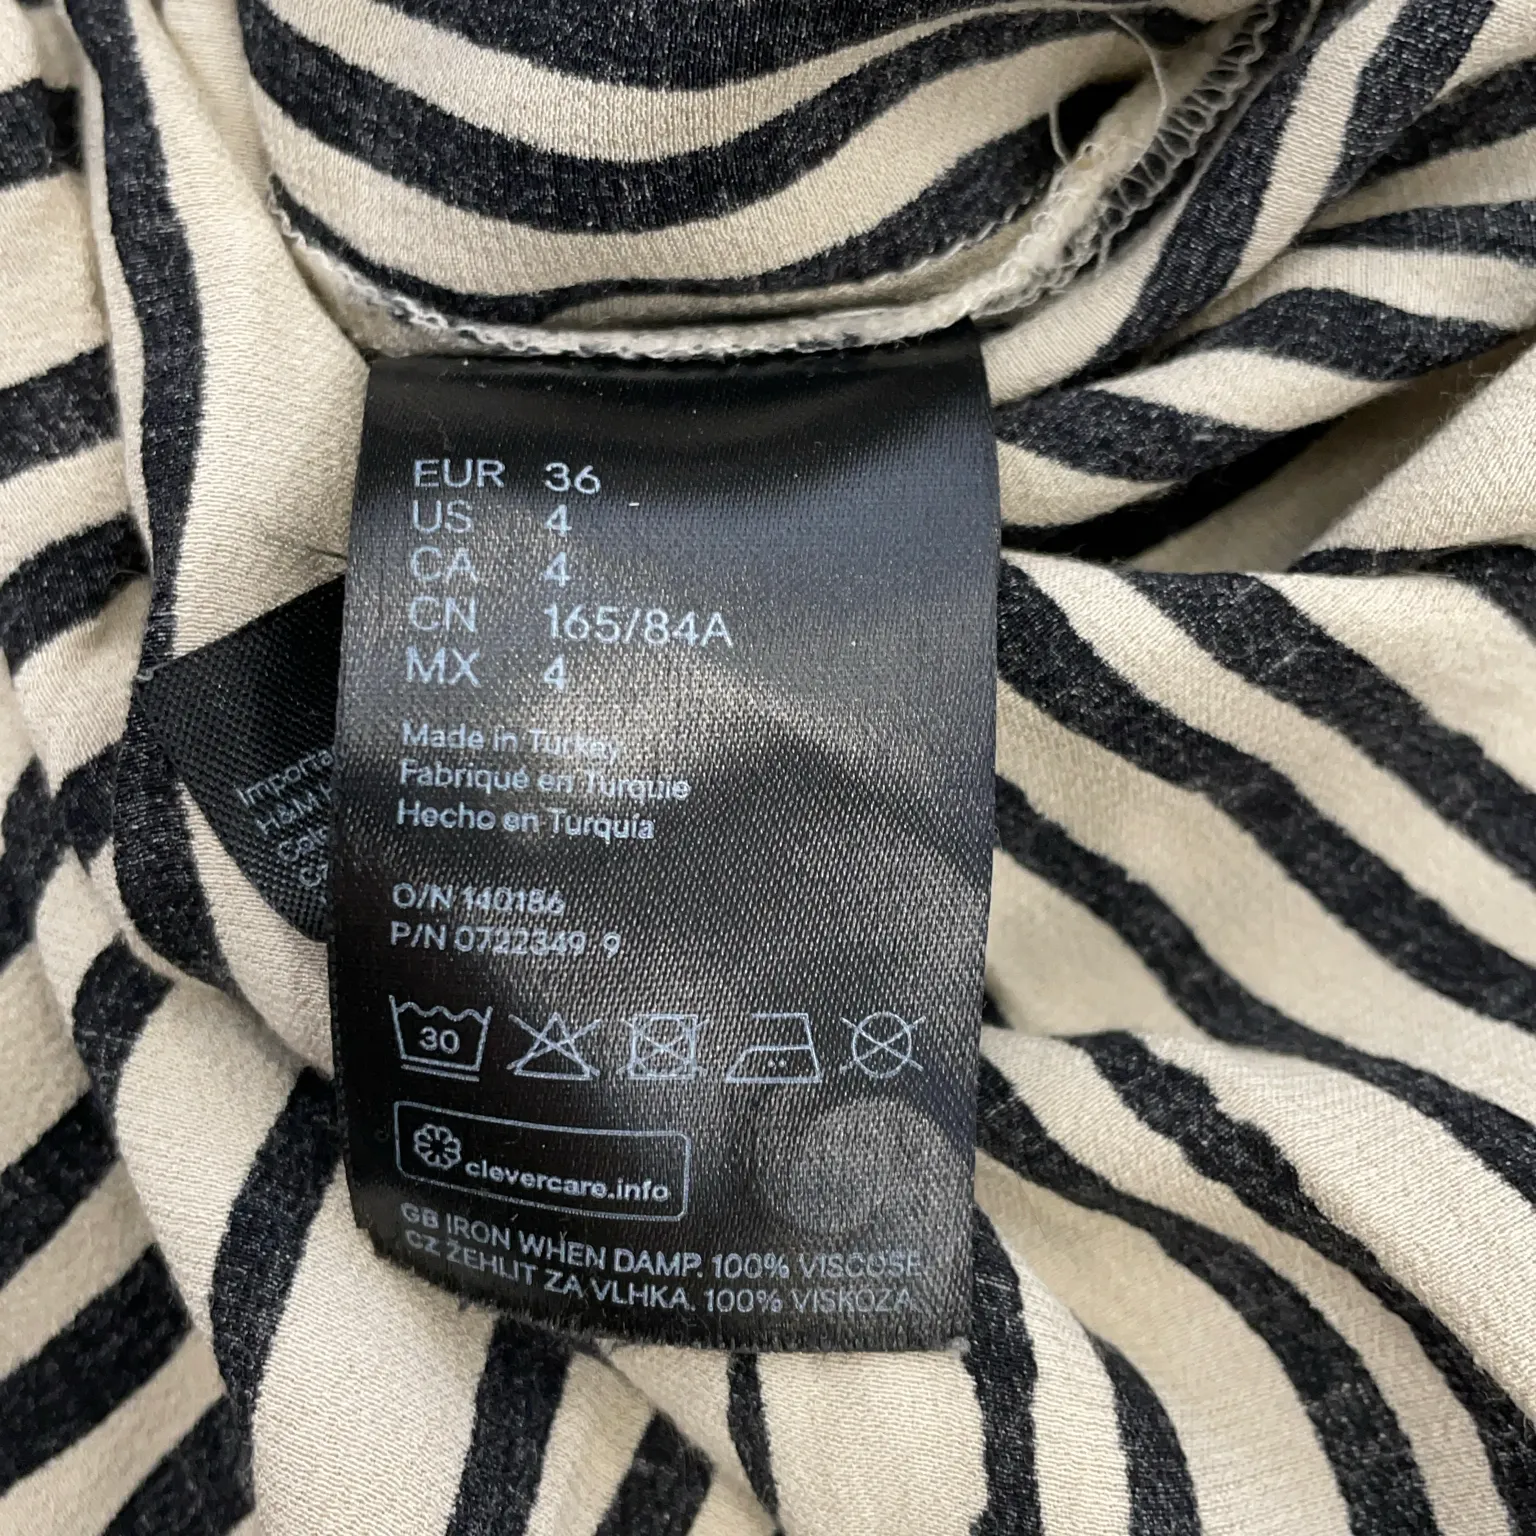 EUR 36
US 4
CA 4
CN 165/84A
MX 4
Made in Turkey
Fabriqué en Turquie
Hecho en Turquía
O/N 140186
P/N 0722349 9
30
clevercare.info
GB IRON WHEN DAMP. 100% VISCOSE
CZ ŽEHLIT ZA VLHKA. 100% VISKÓZA.
H&M